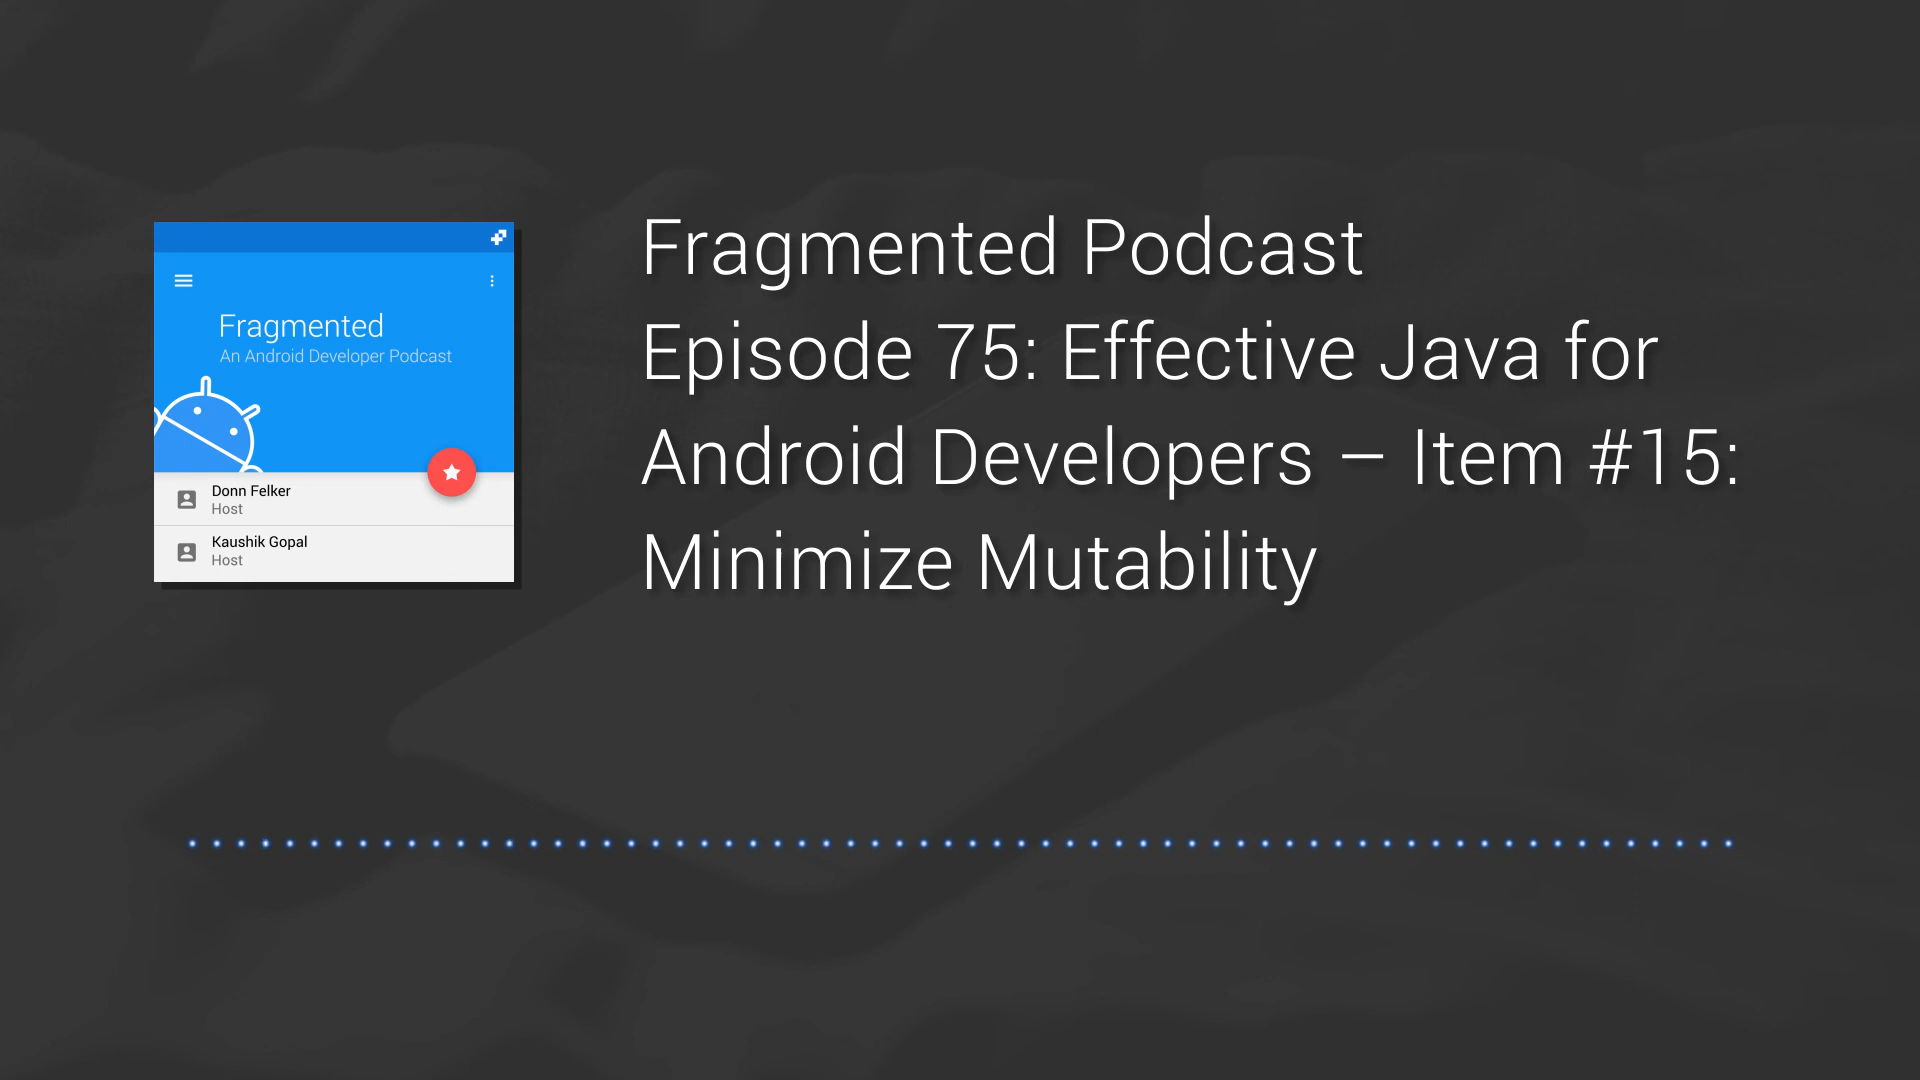 Fragmented
An Android Developer Podcast
Donn Felker
Host
Kaushik Gopal
Host
Fragmented Podcast
Episode 75: Effective Java for
Android Developers – Item #15:
Minimize Mutability